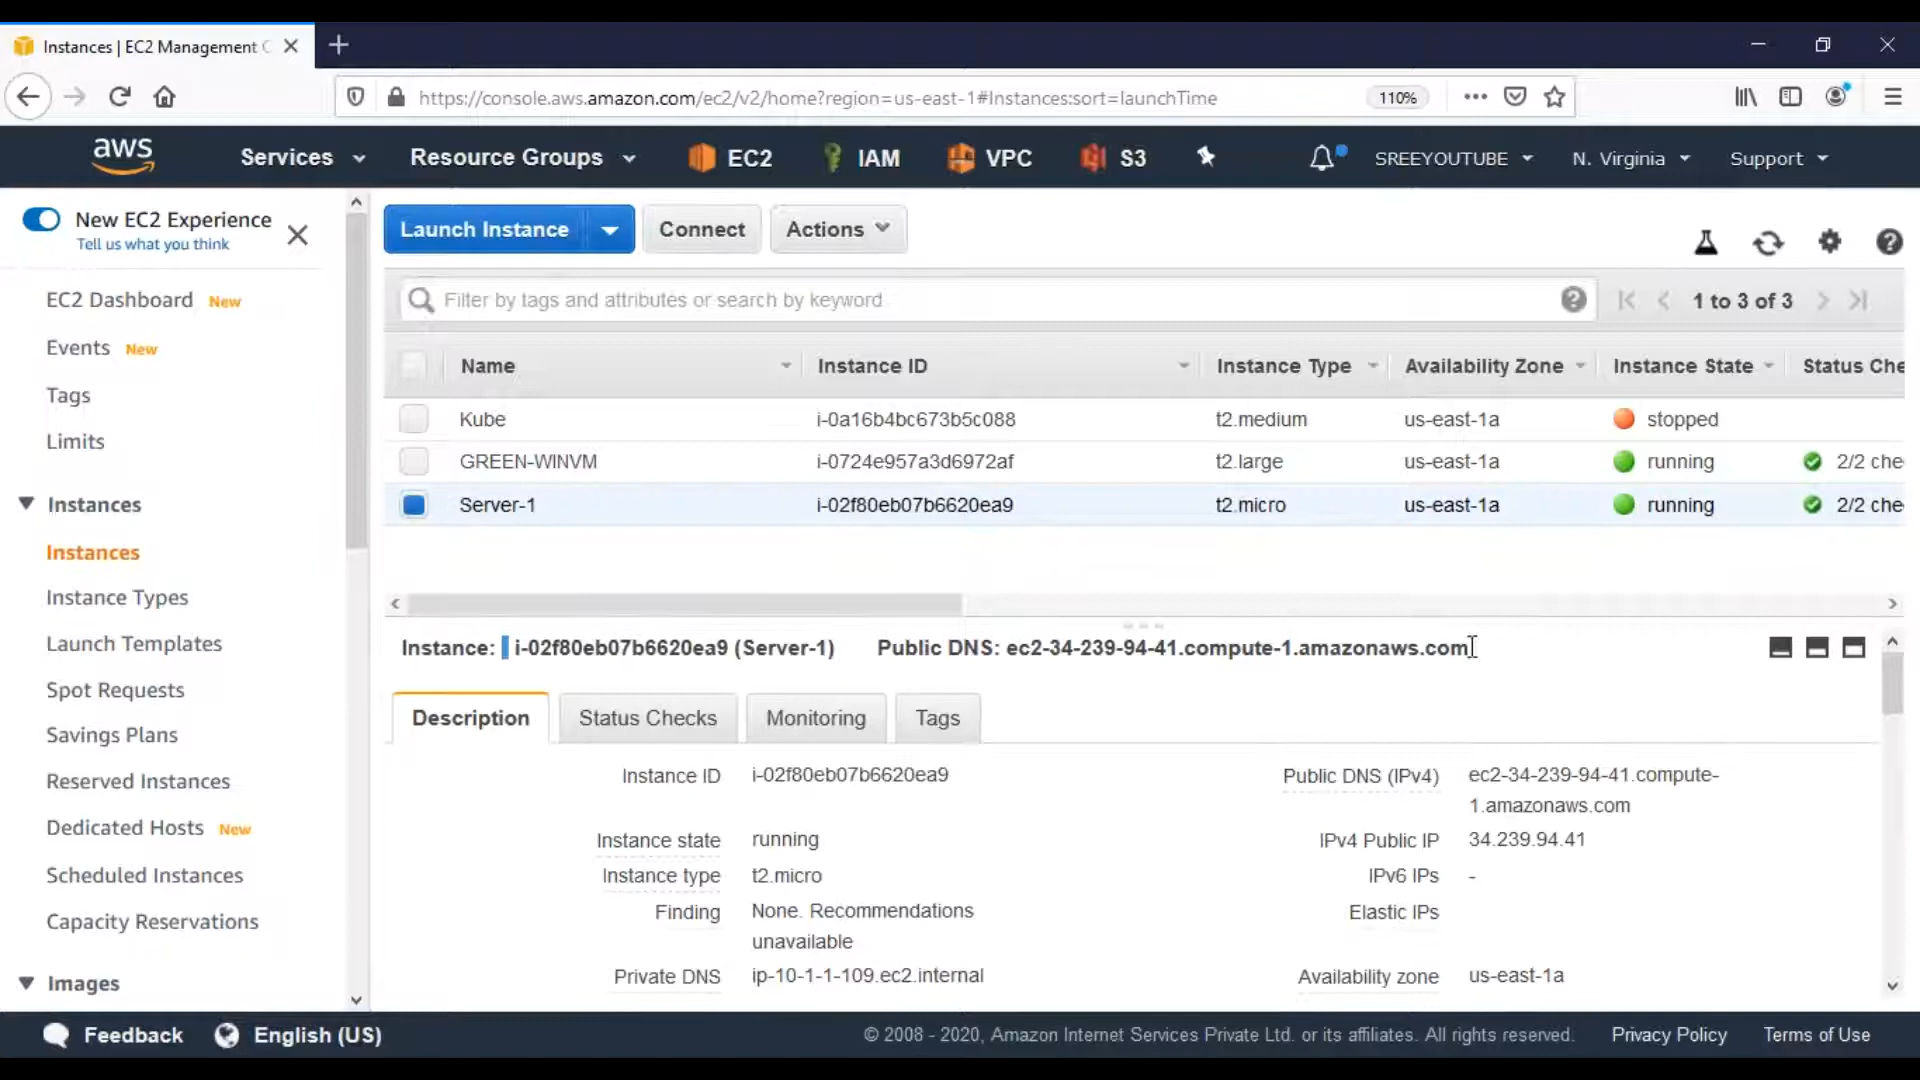 Instances | EC2 Management C
https://console.aws.amazon.com/ec2/v2/home?region=us-east-1#Instances:sort=launchTime
110%
aws
Services
Resource Groups
EC2
IAM
VPC
S3
SREEYOUTUBE
N. Virginia
Support
New EC2 Experience
Tell us what you think
EC2 Dashboard New
Events New
Tags
Limits
Instances
Instances
Instance Types
Launch Templates
Spot Requests
Savings Plans
Reserved Instances
Dedicated Hosts New
Scheduled Instances
Capacity Reservations
Images
Launch Instance
Connect
Actions
Filter by tags and attributes or search by keyword
1 to 3 of 3
Name Instance ID Instance Type Availability Zone Instance State Status Che
Kube i-0a16b4bc673b5c088 t2.medium us-east-1a stopped
GREEN-WINVM i-0724e957a3d6972af t2.large us-east-1a running 2/2 che
Server-1 i-02f80eb07b6620ea9 t2.micro us-east-1a running 2/2 che
Instance: i-02f80eb07b6620ea9 (Server-1) Public DNS: ec2-34-239-94-41.compute-1.amazonaws.com
Description
Status Checks
Monitoring
Tags
Instance ID i-02f80eb07b6620ea9
Instance state running
Instance type t2.micro
Finding None. Recommendations
unavailable
Private DNS ip-10-1-1-109.ec2.internal
Public DNS (IPv4) ec2-34-239-94-41.compute-
1.amazonaws.com
IPv4 Public IP 34.239.94.41
IPv6 IPs -
Elastic IPs
Availability zone us-east-1a
Feedback
English (US)
© 2008 - 2020, Amazon Internet Services Private Ltd. or its affiliates. All rights reserved.
Privacy Policy
Terms of Use